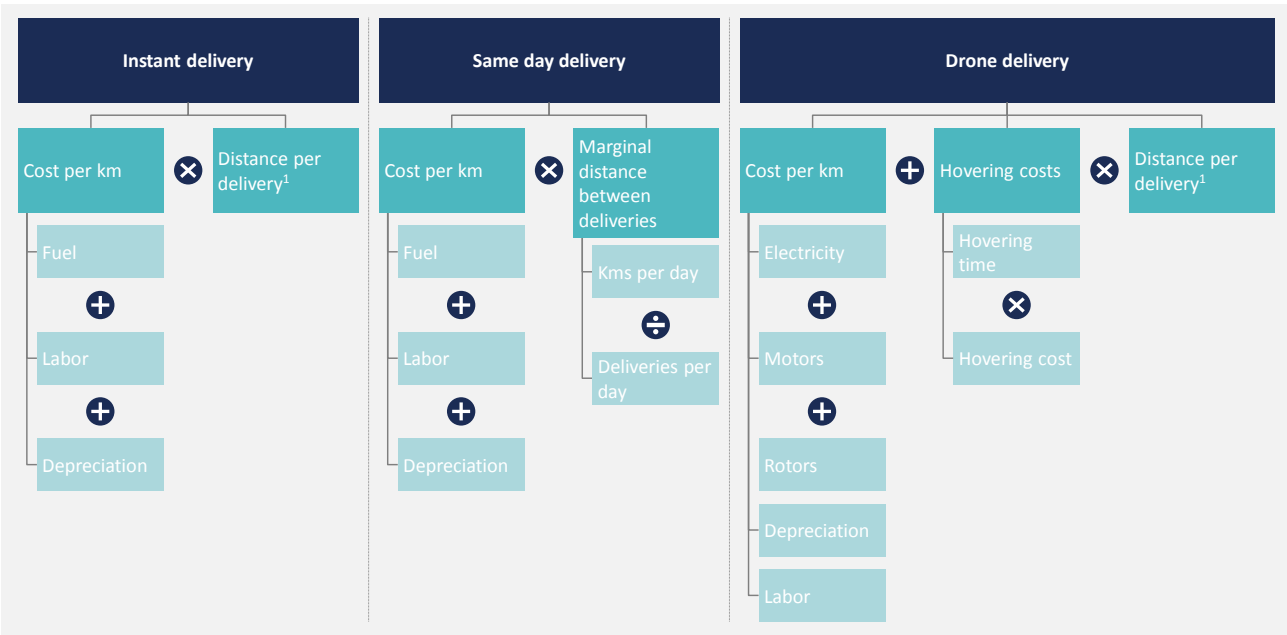 Instant delivery
Cost per km
×
Distance per
delivery¹
Fuel
+
Labor
+
Depreciation
Same day delivery
Cost per km
×
Marginal
distance
between
deliveries
Fuel
+
Labor
+
Depreciation
Kms per day
÷
Deliveries per
day
Drone delivery
Cost per km
+
Hovering costs
×
Distance per
delivery¹
Electricity
+
Motors
+
Rotors
Depreciation
Labor
Hovering
time
×
Hovering cost